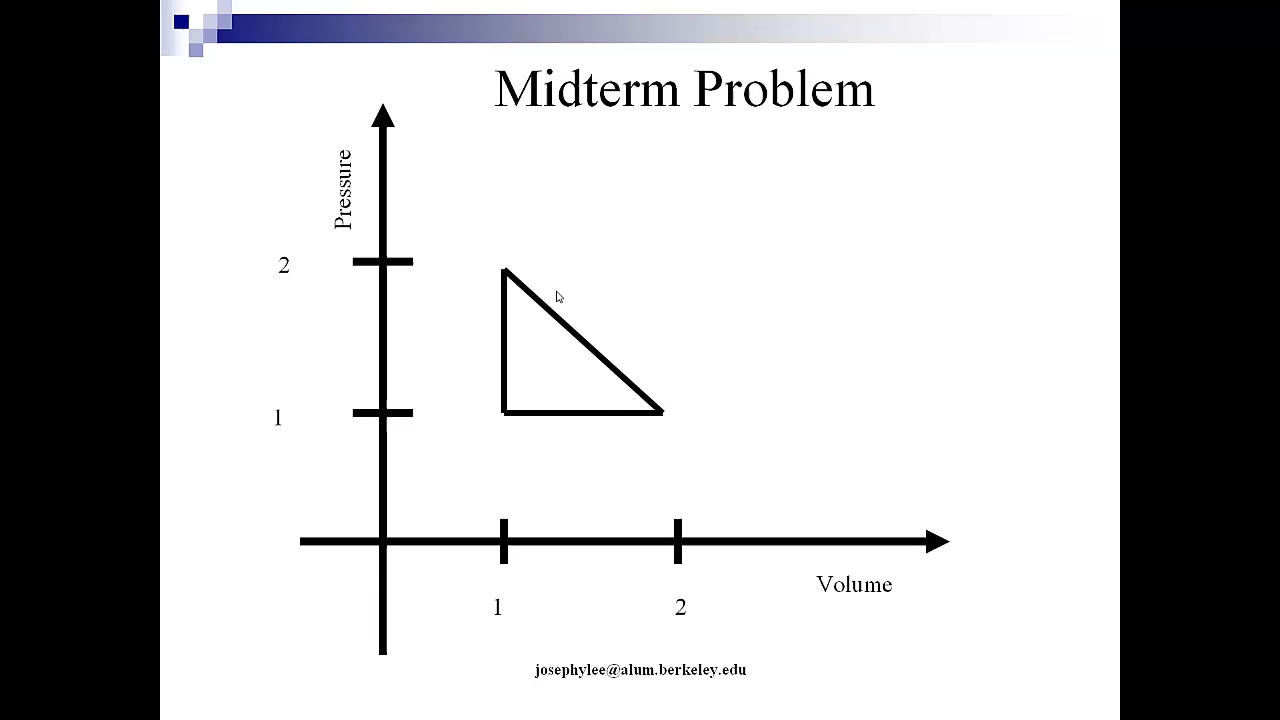 Midterm Problem
Pressure
2
1
Volume
1
2
josephylee@alum.berkeley.edu